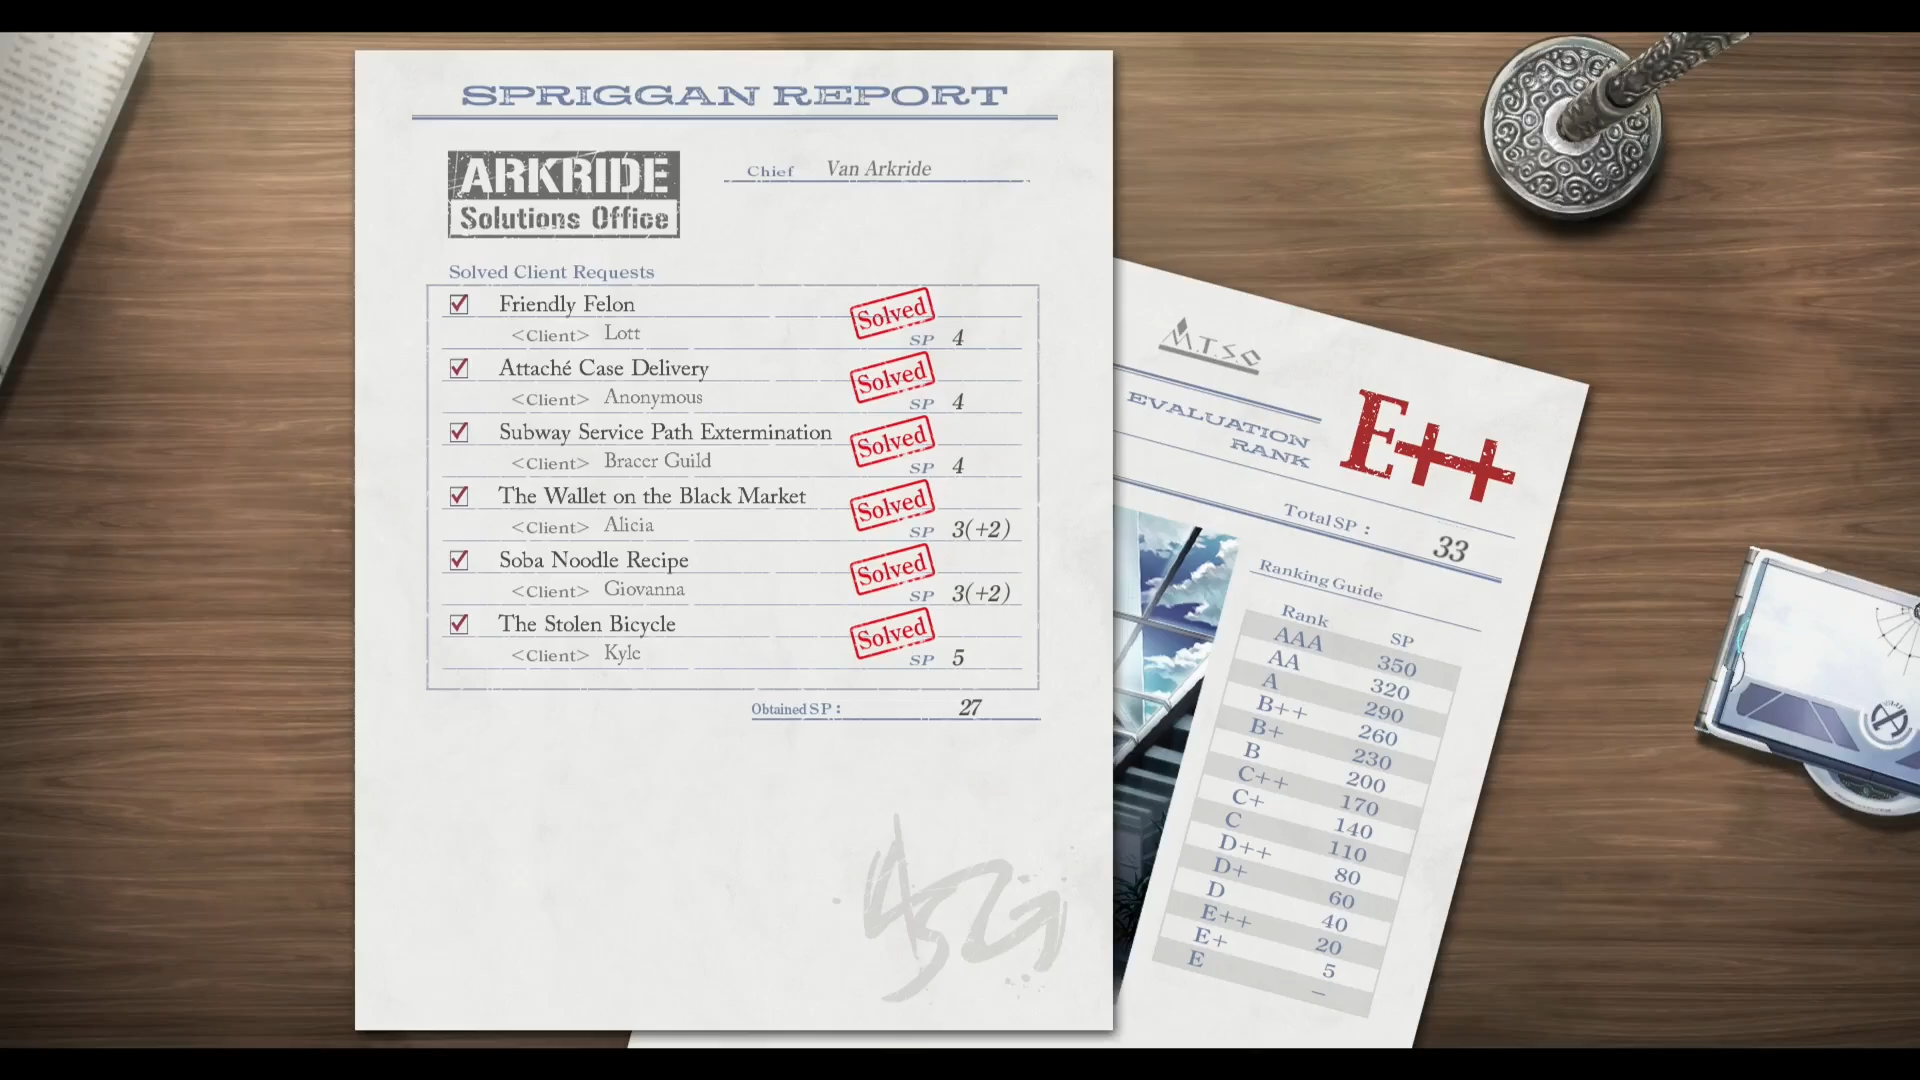 SPRIGGAN REPORT
ARKRIDE
Solutions Office
Chief Van Arkride
Solved Client Requests
Friendly Felon
Solved
<Client> Lott
SP 4
Attaché Case Delivery
Solved
<Client> Anonymous
SP 4
Subway Service Path Extermination
Solved
<Client> Bracer Guild
SP 4
The Wallet on the Black Market
Solved
<Client> Alicia
SP 3(+2)
Soba Noodle Recipe
Solved
<Client> Giovanna
SP 3(+2)
The Stolen Bicycle
Solved
<Client> Kyle
SP 5
Obtained SP : 27
M.T.S.C
EVALUATION
RANK
E++
Total SP : 33
Ranking Guide
Rank SP
AAA 350
AA 320
A 290
B++ 260
B+ 230
B 200
C++ 170
C+ 140
C 110
D++ 80
D+ 60
D 40
E++ 20
E+ 5
E –